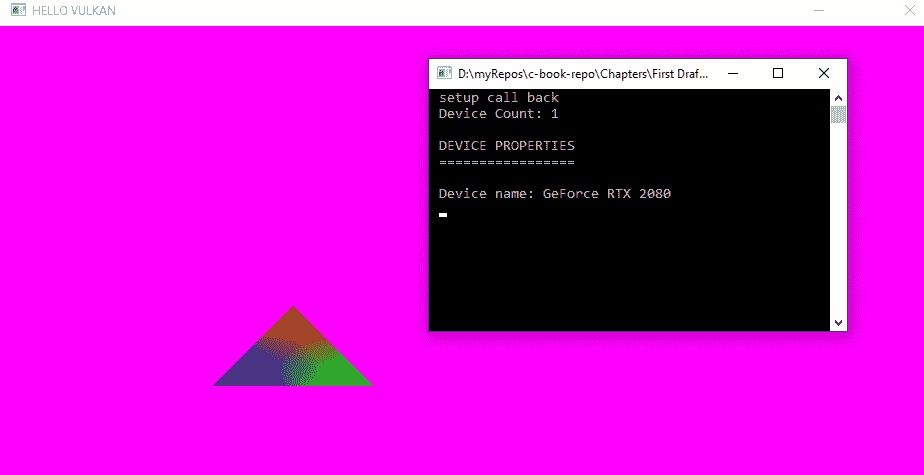 HELLO VULKAN
D:\myRepos\c-book-repo\Chapters\First Draf...
setup call back
Device Count: 1
DEVICE PROPERTIES
=================
Device name: GeForce RTX 2080